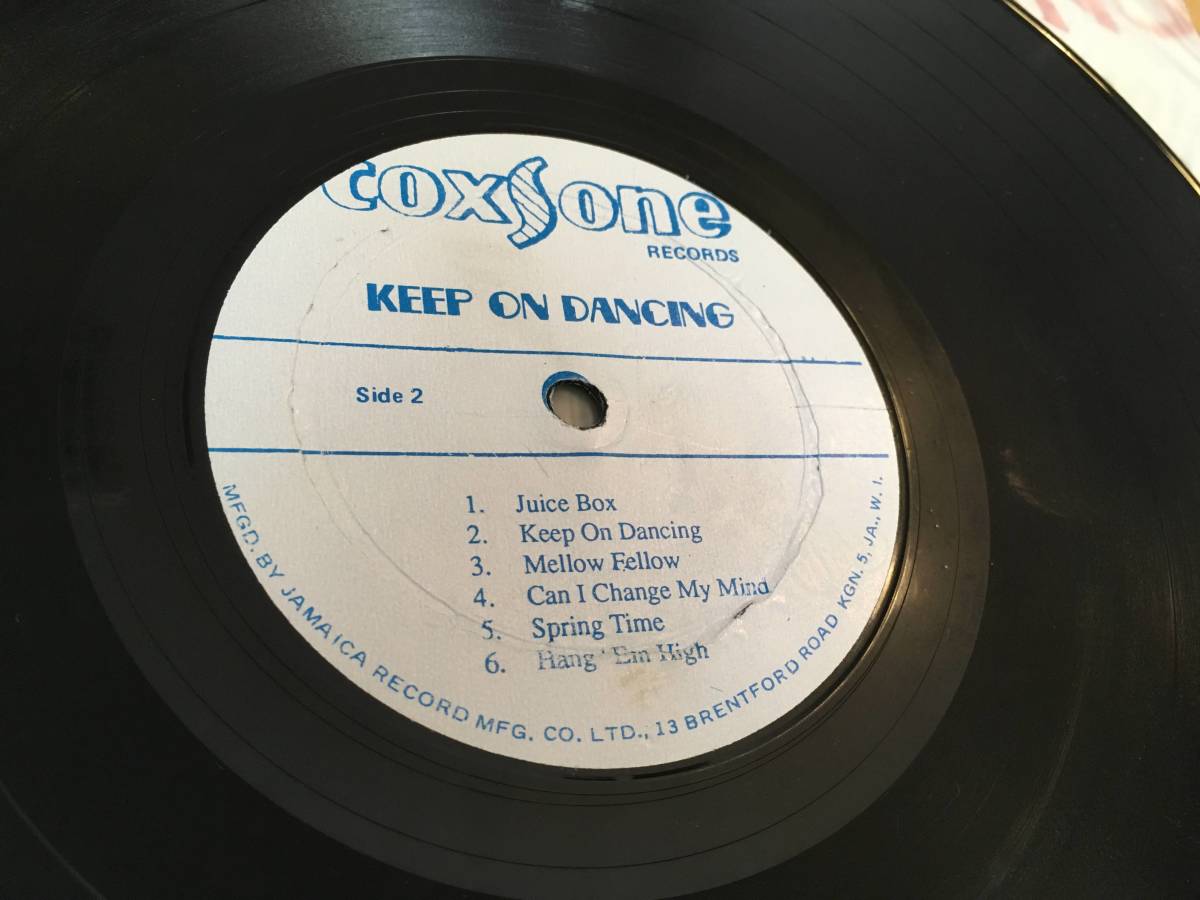 coxsone
RECORDS
KEEP ON DANCING
Side 2
1. Juice Box
2. Keep On Dancing
3. Mellow Fellow
4. Can I Change My Mind
5. Spring Time
6. Hang 'Em High
MFGD. BY JAMAICA RECORD MFG. CO. LTD., 13 BRENTFORD ROAD KGN. 5, JA., W. I.